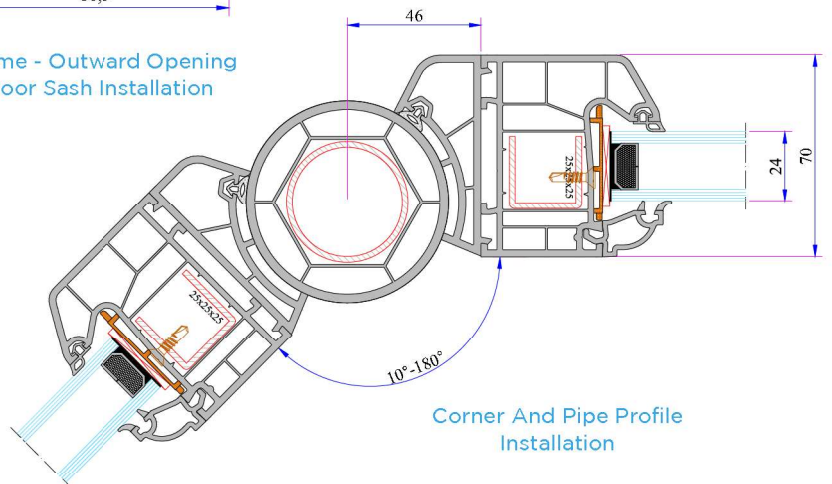 me - Outward Opening
oor Sash Installation
46
25x25x25
24
70
25x25x25
10°-180°
Corner And Pipe Profile
Installation